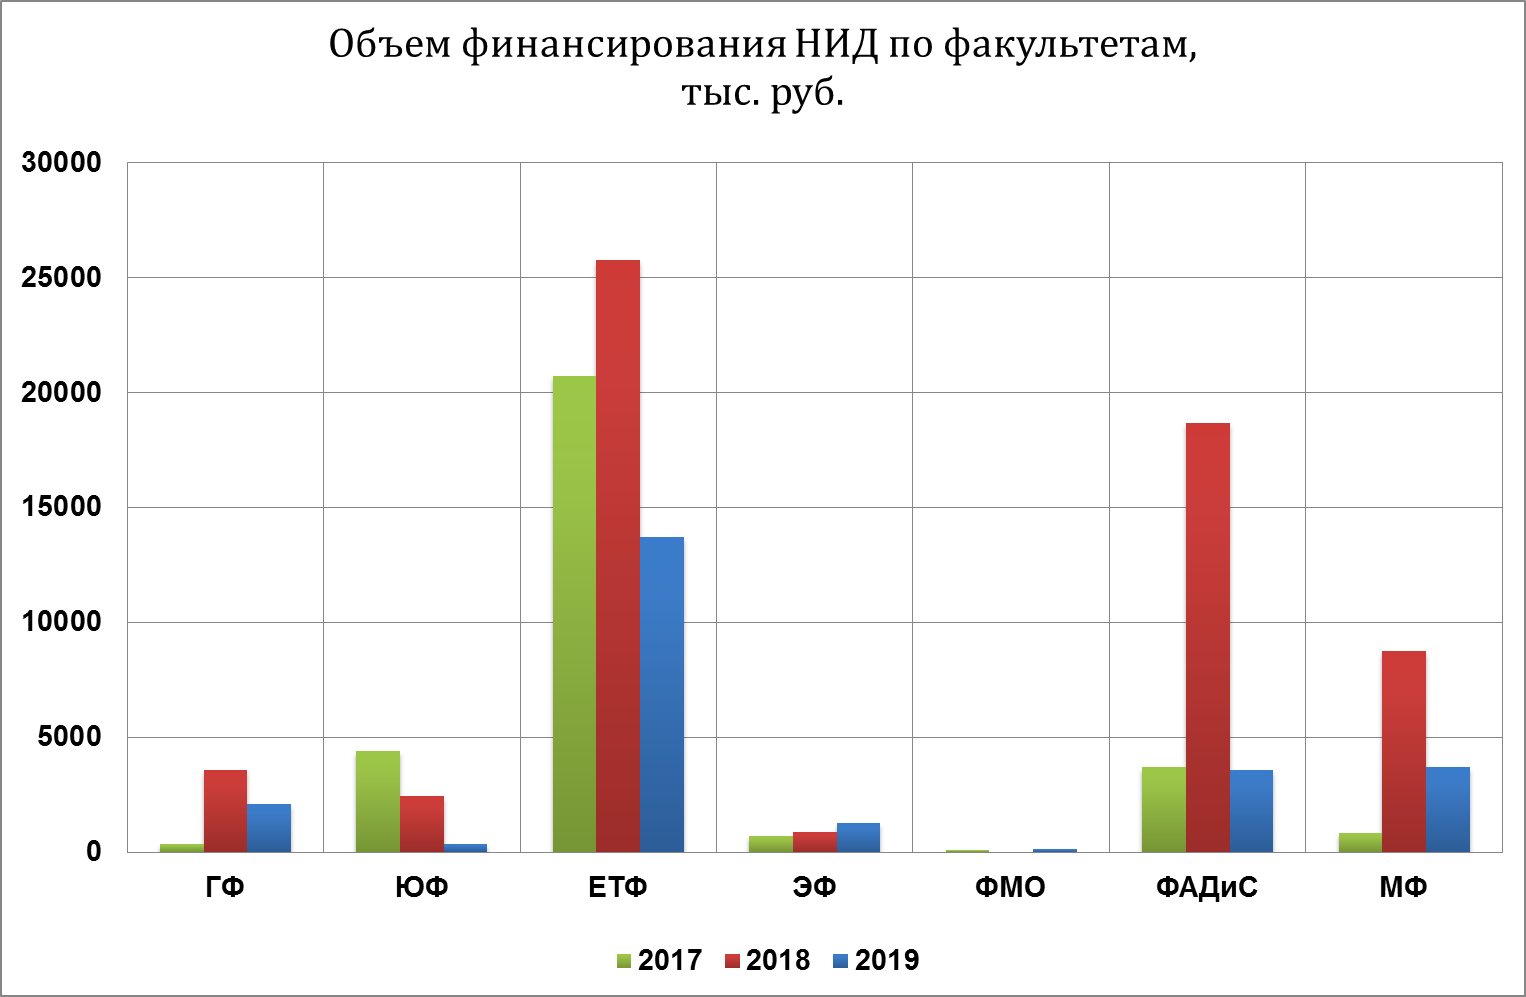 Объем финансирования НИД по факультетам,
тыс. руб.
30000
25000
20000
15000
10000
5000
0
ГФ ЮФ ЕТФ ЭФ ФМО ФАДиС МФ
2017 2018 2019